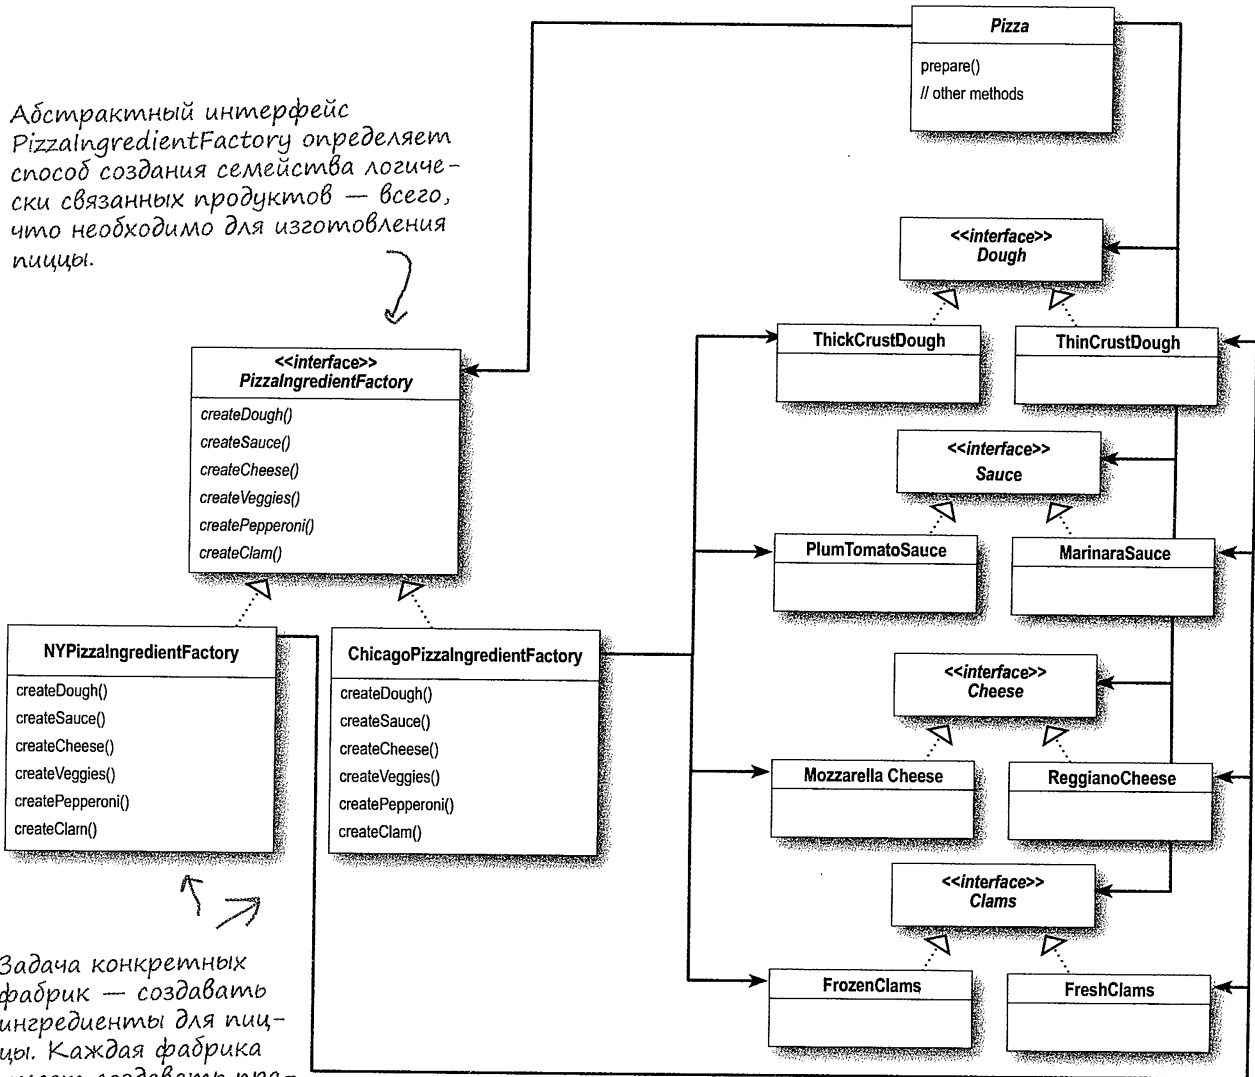 Pizza
prepare()
// other methods
Абстрактный интерфейс
PizzaIngredientFactory определяет
способ создания семейства логиче-
ски связанных продуктов — всего,
что необходимо для изготовления
пиццы.
<<interface>>
Dough
ThickCrustDough
ThinCrustDough
<<interface>>
PizzaIngredientFactory
createDough()
createSauce()
createCheese()
createVeggies()
createPepperoni()
createClam()
<<interface>>
Sauce
PlumTomatoSauce
MarinaraSauce
NYPizzaIngredientFactory
createDough()
createSauce()
createCheese()
createVeggies()
createPepperoni()
createClam()
ChicagoPizzaIngredientFactory
createDough()
createSauce()
createCheese()
createVeggies()
createPepperoni()
createClam()
<<interface>>
Cheese
Mozzarella Cheese
ReggianoCheese
<<interface>>
Clams
FrozenClams
FreshClams
Задача конкретных
фабрик — создавать
ингредиенты для пиц-
цы. Каждая фабрика